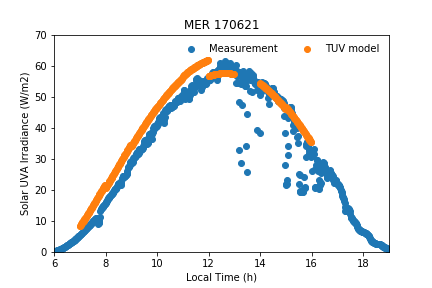 MER 170621
Measurement TUV model
Solar UVA Irradiance (W/m2)
70
60
50
40
30
20
10
0
6 8 10 12 14 16 18
Local Time (h)